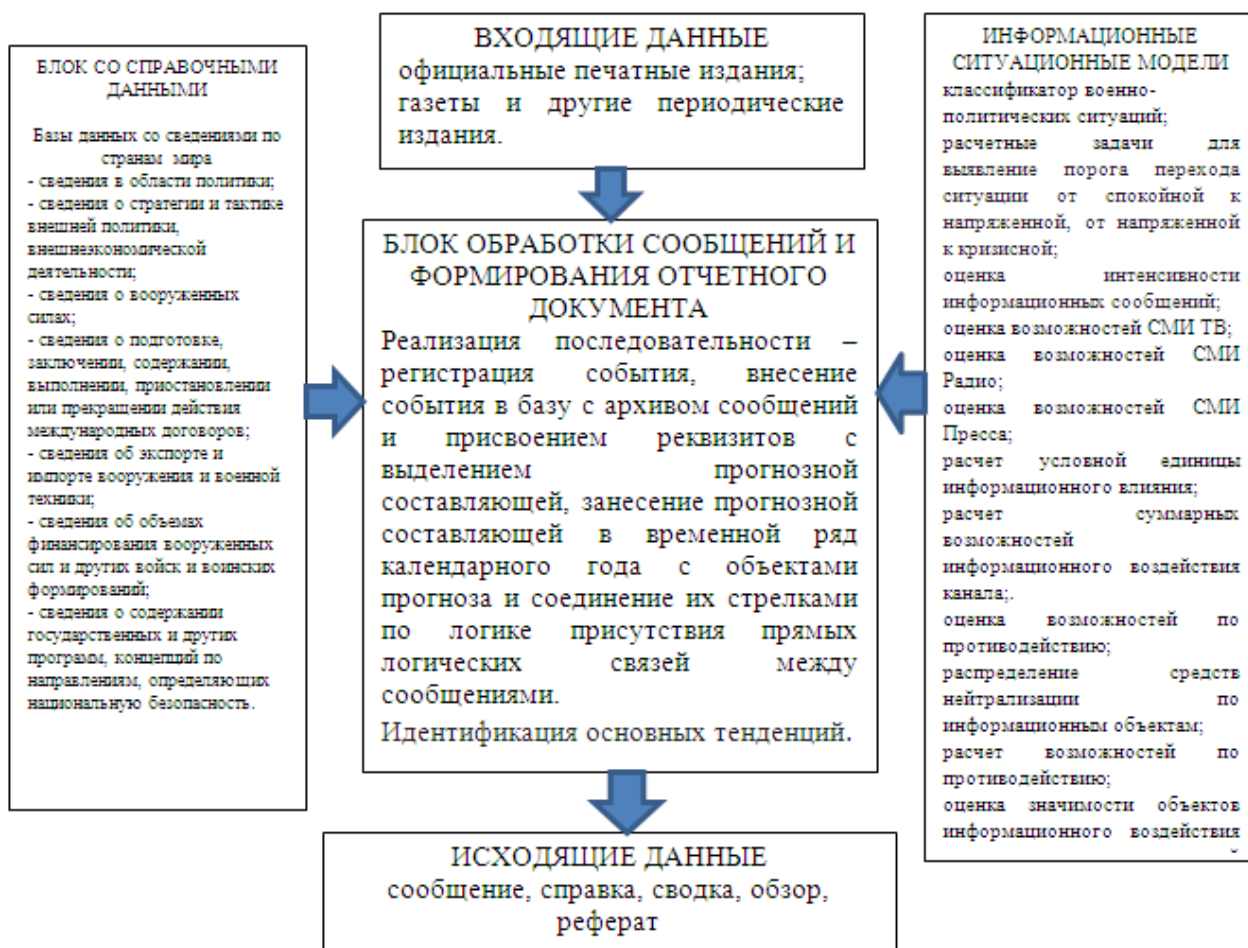 ВХОДЯЩИЕ ДАННЫЕ
официальные печатные издания;
газеты и другие периодические
издания.
БЛОК СО СПРАВОЧНЫМИ
ДАННЫМИ
Базы данных со сведениями по
странам мира
- сведения в области политики;
- сведения о стратегии и тактике
внешней политики,
внешнеэкономической
деятельности;
- сведения о вооруженных
силах;
- сведения о подготовке,
заключении, содержании,
выполнении, приостановлении
или прекращении действия
международных договоров;
- сведения об экспорте и
импорте вооружения и военной
техники;
- сведения об объемах
финансирования вооруженных
сил и других войск и воинских
формирований;
- сведения о содержании
государственных и других
программ, концепций по
направлениям, определяющих
национальную безопасность.
БЛОК ОБРАБОТКИ СООБЩЕНИЙ И
ФОРМИРОВАНИЯ ОТЧЕТНОГО
ДОКУМЕНТА
Реализация последовательности –
регистрация события, внесение
события в базу с архивом сообщений
и присвоением реквизитов с
выделением прогнозной
составляющей, занесение прогнозной
составляющей в временной ряд
календарного года с объектами
прогноза и соединение их стрелками
по логике присутствия прямых
логических связей между
сообщениями.
Идентификация основных тенденций.
ИНФОРМАЦИОННЫЕ
СИТУАЦИОННЫЕ МОДЕЛИ
классификатор военно-
политических ситуаций;
расчетные задачи для
выявление порога перехода
ситуации от спокойной к
напряженной, от напряженной
к кризисной;
оценка интенсивности
информационных сообщений;
оценка возможностей СМИ ТВ;
оценка возможностей СМИ
Радио;
оценка возможностей СМИ
Пресса;
расчет условной единицы
информационного влияния;
расчет суммарных
возможностей
информационного воздействия
канала;.
оценка возможностей по
противодействию;
распределение средств
нейтрализации по
информационным объектам;
расчет возможностей по
противодействию;
оценка значимости объектов
информационного воздействия
ИСХОДЯЩИЕ ДАННЫЕ
сообщение, справка, сводка, обзор,
реферат